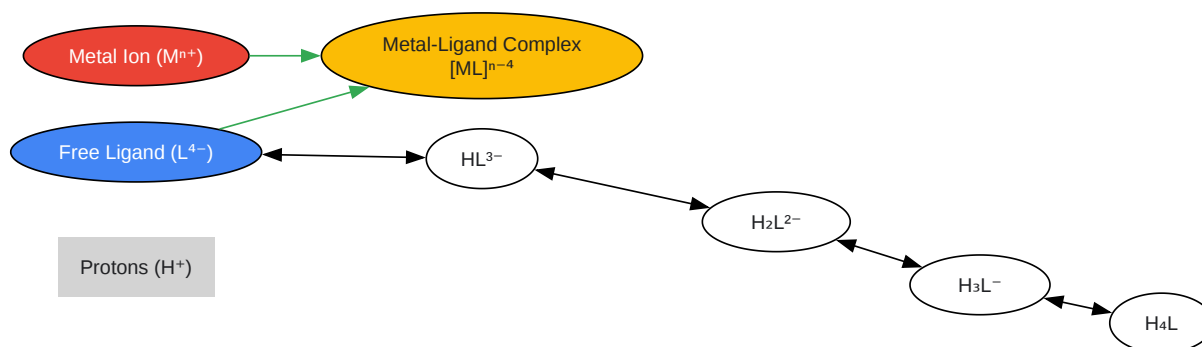 Metal Ion (Mⁿ⁺)
Metal-Ligand Complex
[ML]ⁿ⁻⁴
Free Ligand (L⁴⁻)
HL³⁻
H₂L²⁻
Protons (H⁺)
H₃L⁻
H₄L